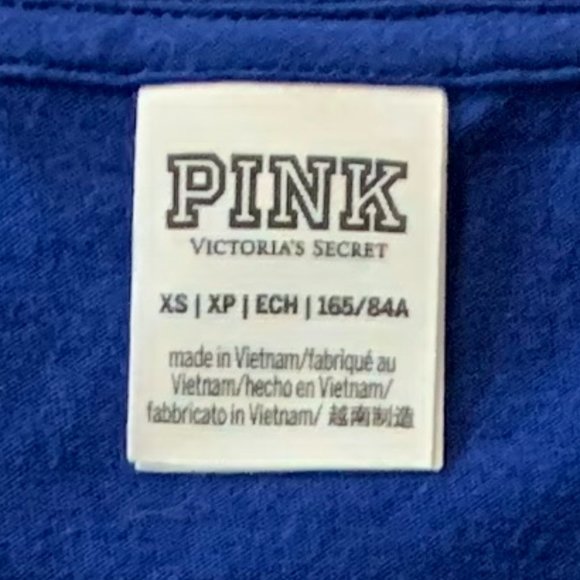 PINK
VICTORIA'S SECRET
XS | XP | ECH | 165/84A
made in Vietnam/fabriqué au
Vietnam/hecho en Vietnam/
fabbricato in Vietnam/ 越南制造